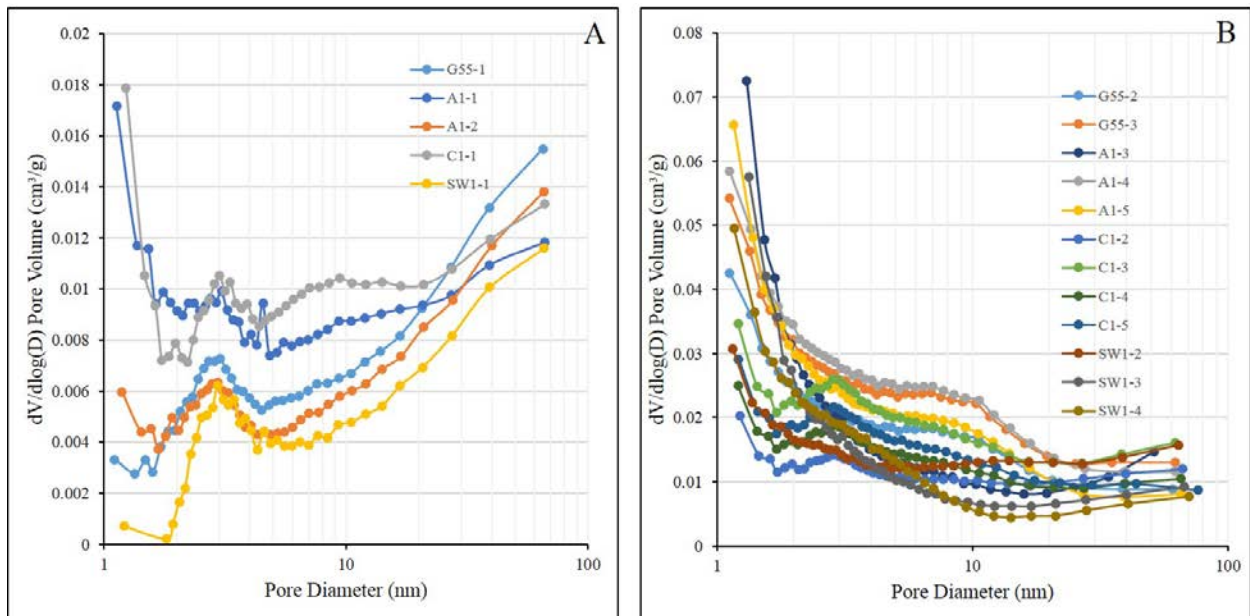 A
0.02
0.018
0.016
0.014
0.012
0.01
0.008
0.006
0.004
0.002
0
dV/dlog(D) Pore Volume (cm³/g)
G55-1
A1-1
A1-2
C1-1
SW1-1
1
10
100
Pore Diameter (nm)
B
0.08
0.07
0.06
0.05
0.04
0.03
0.02
0.01
0
dV/dlog(D) Pore Volume (cm³/g)
G55-2
G55-3
A1-3
A1-4
A1-5
C1-2
C1-3
C1-4
C1-5
SW1-2
SW1-3
SW1-4
1
10
100
Pore Diameter (nm)